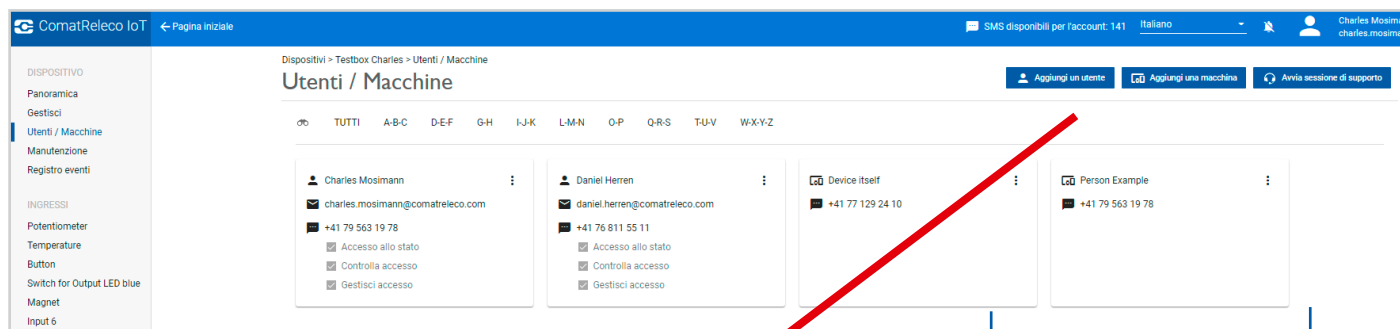 ComatReleco IoT
Pagina iniziale
SMS disponibili per l'account: 141
Italiano
Charles Mosima
charles.mosima
DISPOSITIVO
Panoramica
Gestisci
Utenti / Macchine
Manutenzione
Registro eventi
INGRESSI
Potentiometer
Temperature
Button
Switch for Output LED blue
Magnet
Input 6
Dispositivi > Testbox Charles > Utenti / Macchine
Utenti / Macchine
Aggiungi un utente
Aggiungi una macchina
Avvia sessione di supporto
TUTTI A-B-C D-E-F G-H I-J-K L-M-N O-P Q-R-S T-U-V W-X-Y-Z
Charles Mosimann
charles.mosimann@comatreleco.com
+41 79 563 19 78
Accesso allo stato
Controlla accesso
Gestisci accesso
Daniel Herren
daniel.herren@comatreleco.com
+41 76 811 55 11
Accesso allo stato
Controlla accesso
Gestisci accesso
Device itself
+41 77 129 24 10
Person Example
+41 79 563 19 78